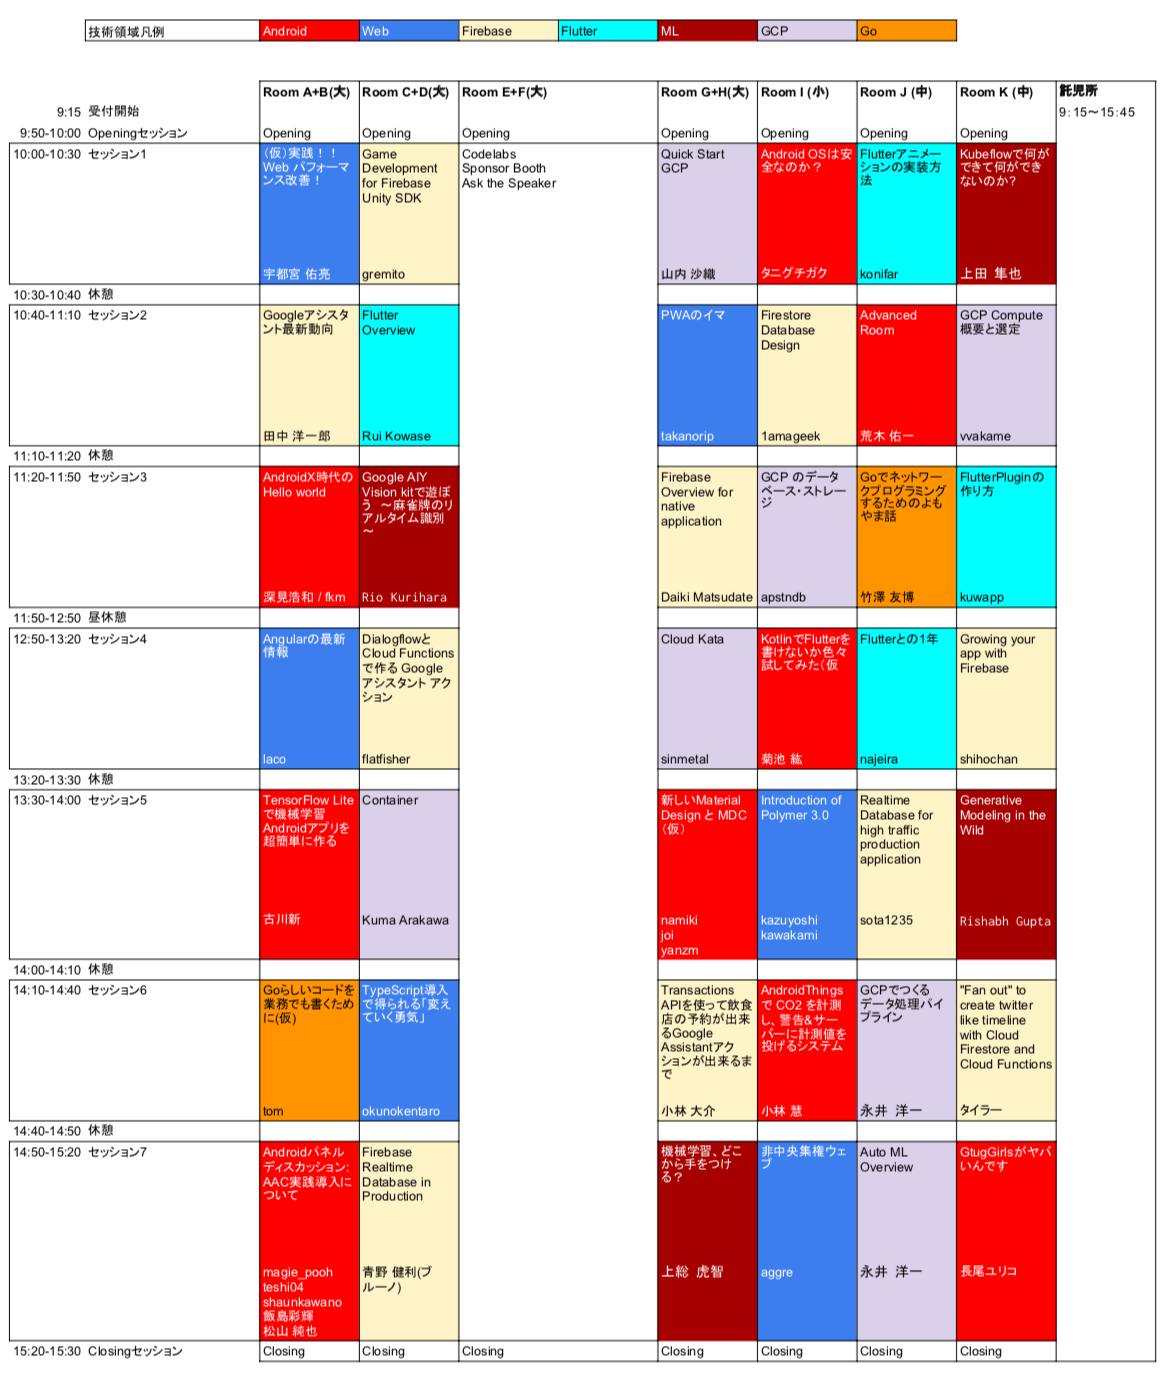 技術領域凡例 Android Web Firebase Flutter ML GCP Go
Room A+B(大) Room C+D(大) Room E+F(大) Room G+H(大) Room I (小) Room J (中) Room K (中) 託児所
9:15 受付開始 9：15〜15：45
9:50-10:00 Openingセッション Opening Opening Opening Opening Opening Opening Opening
10:00-10:30 セッション1
（仮）実践！！
Web パフォーマ
ンス改善！
宇都宮 佑亮
Game
Development
for Firebase
Unity SDK
gremito
Codelabs
Sponsor Booth
Ask the Speaker
Quick Start
GCP
山内 沙織
Android OSは安
全なのか？
タニグチガク
Flutterアニメー
ションの実装方
法
konifar
Kubeflowで何が
できて何ができ
ないのか?
上田 隼也
10:30-10:40 休憩
10:40-11:10 セッション2
Googleアシスタ
ント最新動向
田中 洋一郎
Flutter
Overview
Rui Kowase
PWAのイマ
takanorip
Firestore
Database
Design
1amageek
Advanced
Room
荒木 佑一
GCP Compute
概要と選定
vvakame
11:10-11:20 休憩
11:20-11:50 セッション3
AndroidX時代の
Hello world
深見浩和 / fkm
Google AIY
Vision kitで遊ぼ
う ～麻雀牌のリ
アルタイム識別
～
Rio Kurihara
Firebase
Overview for
native
application
Daiki Matsudate
GCP のデータ
ベース・ストレー
ジ
apstndb
Goでネットワー
クプログラミング
するためのよも
やま話
竹澤 友博
FlutterPluginの
作り方
kuwapp
11:50-12:50 昼休憩
12:50-13:20 セッション4
Angularの最新
情報
laco
Dialogflowと
Cloud Functions
で作る Google
アシスタント アク
ション
flatfisher
Cloud Kata
sinmetal
KotlinでFlutterを
書けないか色々
試してみた（仮
菊池 紘
Flutterとの1年
najeira
Growing your
app with
Firebase
shihochan
13:20-13:30 休憩
13:30-14:00 セッション5
TensorFlow Lite
で機械学習
Androidアプリを
超簡単に作る
古川新
Container
Kuma Arakawa
新しいMaterial
Design と MDC
（仮）
namiki
joi
yanzm
Introduction of
Polymer 3.0
kazuyoshi
kawakami
Realtime
Database for
high traffic
production
application
sota1235
Generative
Modeling in the
Wild
Rishabh Gupta
14:00-14:10 休憩
14:10-14:40 セッション6
Goらしいコードを
業務でも書くため
に(仮)
tom
TypeScript導入
で得られる「変え
ていく勇気」
okunokentaro
Transactions
APIを使って飲食
店の予約が出来
るGoogle
Assistantアク
ションが出来るま
で
小林 大介
AndroidThings
で CO2 を計測
し、警告&サー
バーに計測値を
投げるシステム
小林 慧
GCPでつくる
データ処理パイ
プライン
永井 洋一
"Fan out" to
create twitter
like timeline
with Cloud
Firestore and
Cloud Functions
タイラー
14:40-14:50 休憩
14:50-15:20 セッション7
Androidパネル
ディスカッション:
AAC実践導入に
ついて
magie_pooh
teshi04
shaunkawano
飯島彩輝
松山 純也
Firebase
Realtime
Database in
Production
青野 健利(ブ
ルーノ)
機械学習、どこ
から手をつけ
る？
上総 虎智
非中央集権ウェ
ブ
aggre
Auto ML
Overview
永井 洋一
GtugGirlsがヤバ
いんです
長尾ユリコ
15:20-15:30 Closingセッション Closing Closing Closing Closing Closing Closing Closing